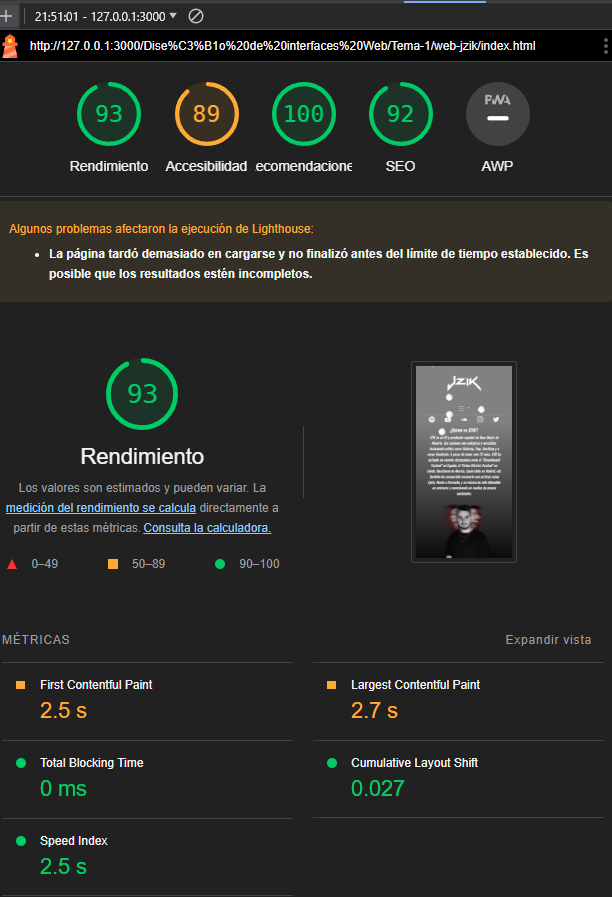 21:51:01 - 127.0.0.1:3000
http://127.0.0.1:3000/Dise%C3%B1o%20de%20interfaces%20Web/Tema-1/web-jzik/index.html
93
89
100
92
PWA
Rendimiento
Accesibilidad
ecomendacione
SEO
AWP
Algunos problemas afectaron la ejecución de Lighthouse:
La página tardó demasiado en cargarse y no finalizó antes del límite de tiempo establecido. Es
posible que los resultados estén incompletos.
93
Rendimiento
Los valores son estimados y pueden variar. La
medición del rendimiento se calcula directamente a
partir de estas métricas. Consulta la calculadora.
0–49
50–89
90–100
JZIK
¿Quién es JZIK?
MÉTRICAS
Expandir vista
First Contentful Paint
2.5 s
Largest Contentful Paint
2.7 s
Total Blocking Time
0 ms
Cumulative Layout Shift
0.027
Speed Index
2.5 s